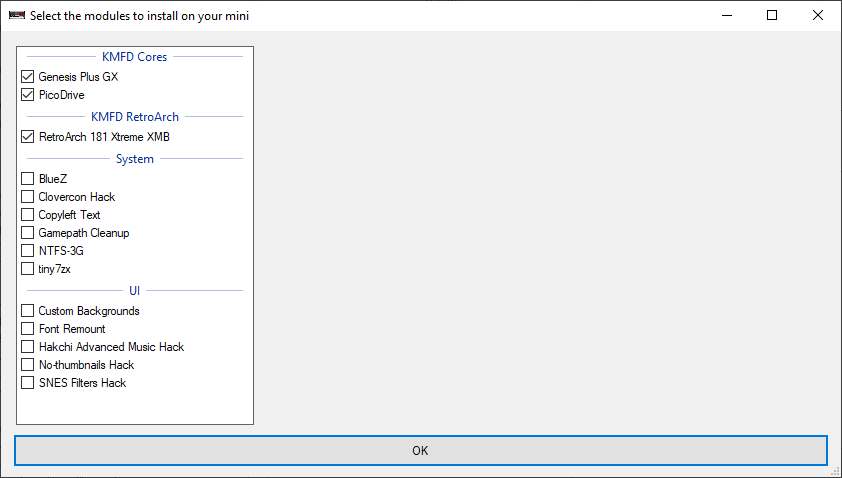 Select the modules to install on your mini
KMFD Cores
Genesis Plus GX
PicoDrive
KMFD RetroArch
RetroArch 181 Xtreme XMB
System
BlueZ
Clovercon Hack
Copyleft Text
Gamepath Cleanup
NTFS-3G
tiny7zx
UI
Custom Backgrounds
Font Remount
Hakchi Advanced Music Hack
No-thumbnails Hack
SNES Filters Hack
OK